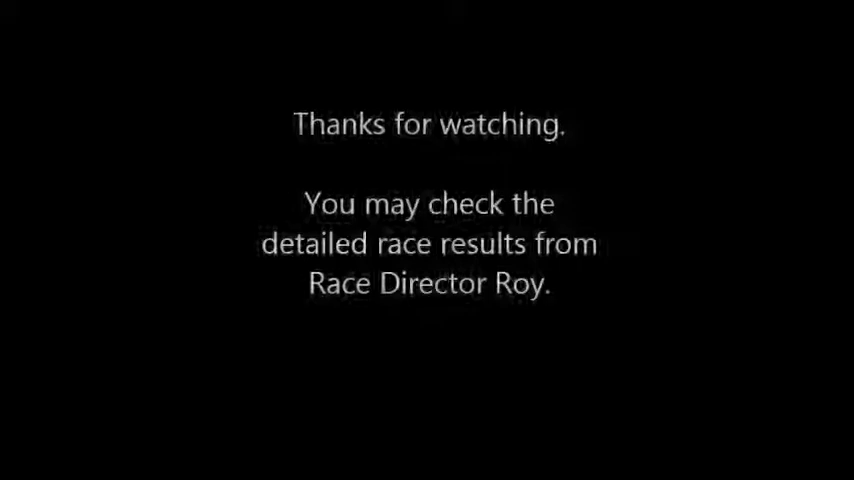 Thanks for watching.
You may check the
detailed race results from
Race Director Roy.